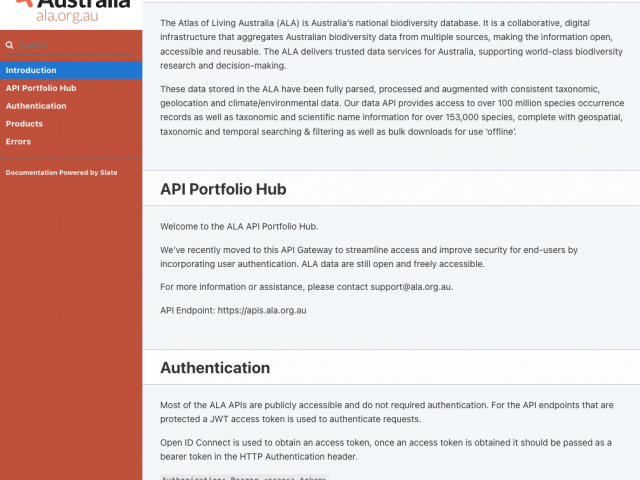 Australia
ala.org.au
Search
Introduction
API Portfolio Hub
Authentication
Products
Errors
Documentation Powered by Slate
The Atlas of Living Australia (ALA) is Australia's national biodiversity database. It is a collaborative, digital
infrastructure that aggregates Australian biodiversity data from multiple sources, making the information open,
accessible and reusable. The ALA delivers trusted data services for Australia, supporting world-class biodiversity
research and decision-making.
These data stored in the ALA have been fully parsed, processed and augmented with consistent taxonomic,
geolocation and climate/environmental data. Our data API provides access to over 100 million species occurrence
records as well as taxonomic and scientific name information for over 153,000 species, complete with geospatial,
taxonomic and temporal searching & filtering as well as bulk downloads for use ‘offline’.
API Portfolio Hub
Welcome to the ALA API Portfolio Hub.
We've recently moved to this API Gateway to streamline access and improve security for end-users by
incorporating user authentication. ALA data are still open and freely accessible.
For more information or assistance, please contact support@ala.org.au.
API Endpoint: https://apis.ala.org.au
Authentication
Most of the ALA APIs are publicly accessible and do not required authentication. For the API endpoints that are
protected a JWT access token is used to authenticate requests.
Open ID Connect is used to obtain an access token, once an access token is obtained it should be passed as a
bearer token in the HTTP Authentication header.
Authorization: Bearer <access_token>